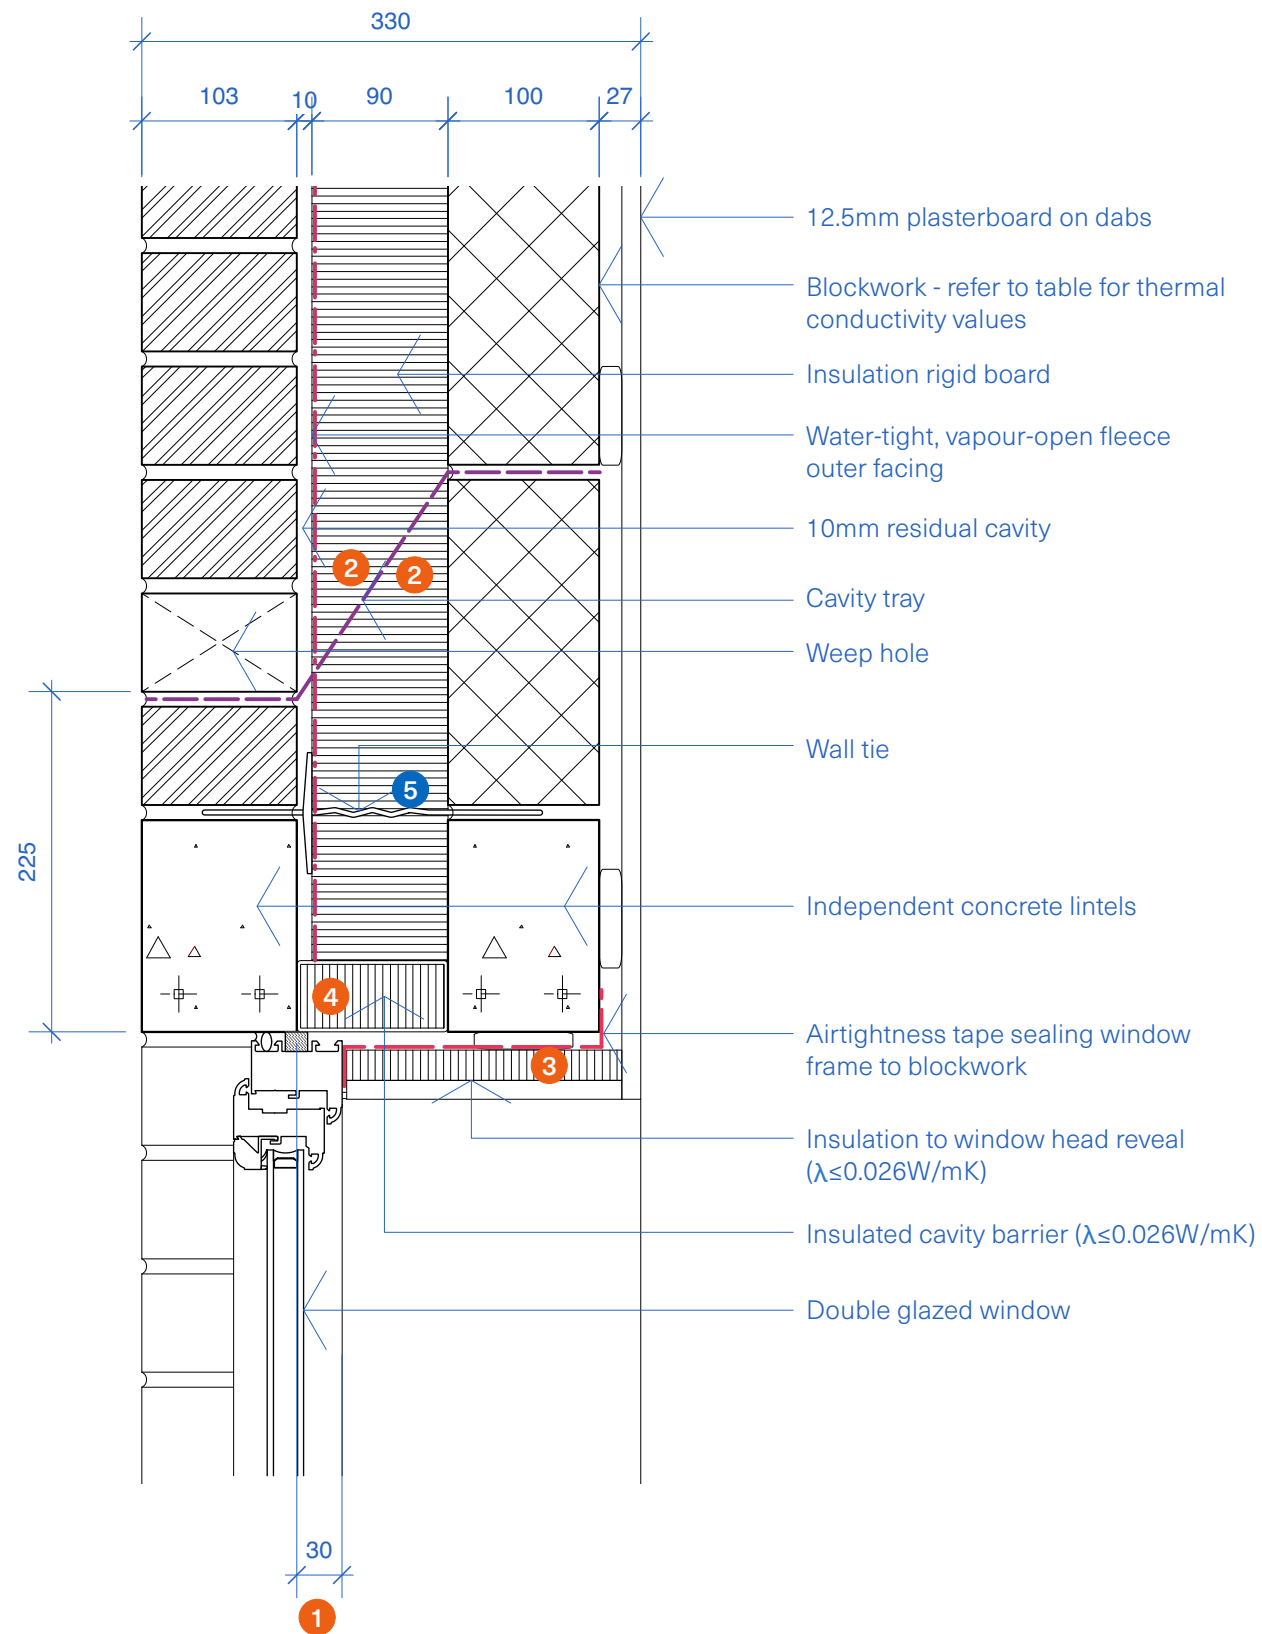 330
103
10
90
100
27
12.5mm plasterboard on dabs
Blockwork - refer to table for thermal
conductivity values
Insulation rigid board
Water-tight, vapour-open fleece
outer facing
10mm residual cavity
2
2
Cavity tray
Weep hole
Wall tie
5
225
Independent concrete lintels
4
Airtightness tape sealing window
frame to blockwork
3
Insulation to window head reveal
(λ≤0.026W/mK)
Insulated cavity barrier (λ≤0.026W/mK)
Double glazed window
30
1